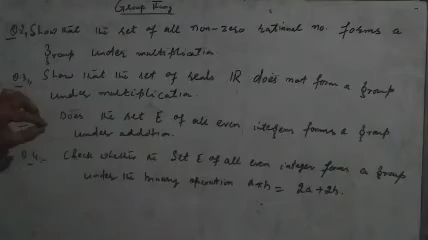 Group Theory
Q.2, Show that the set of all non-zero rational no. forms a
Group under multiplication
Q.3, Show that the set of reals IR does not form a Group
under multiplication.
Does the set E of all even integers forms a Group
under addition.
Q.4. Check whether the Set E of all even integer forms a Group
under the binary operation a*b = 2a+2b.